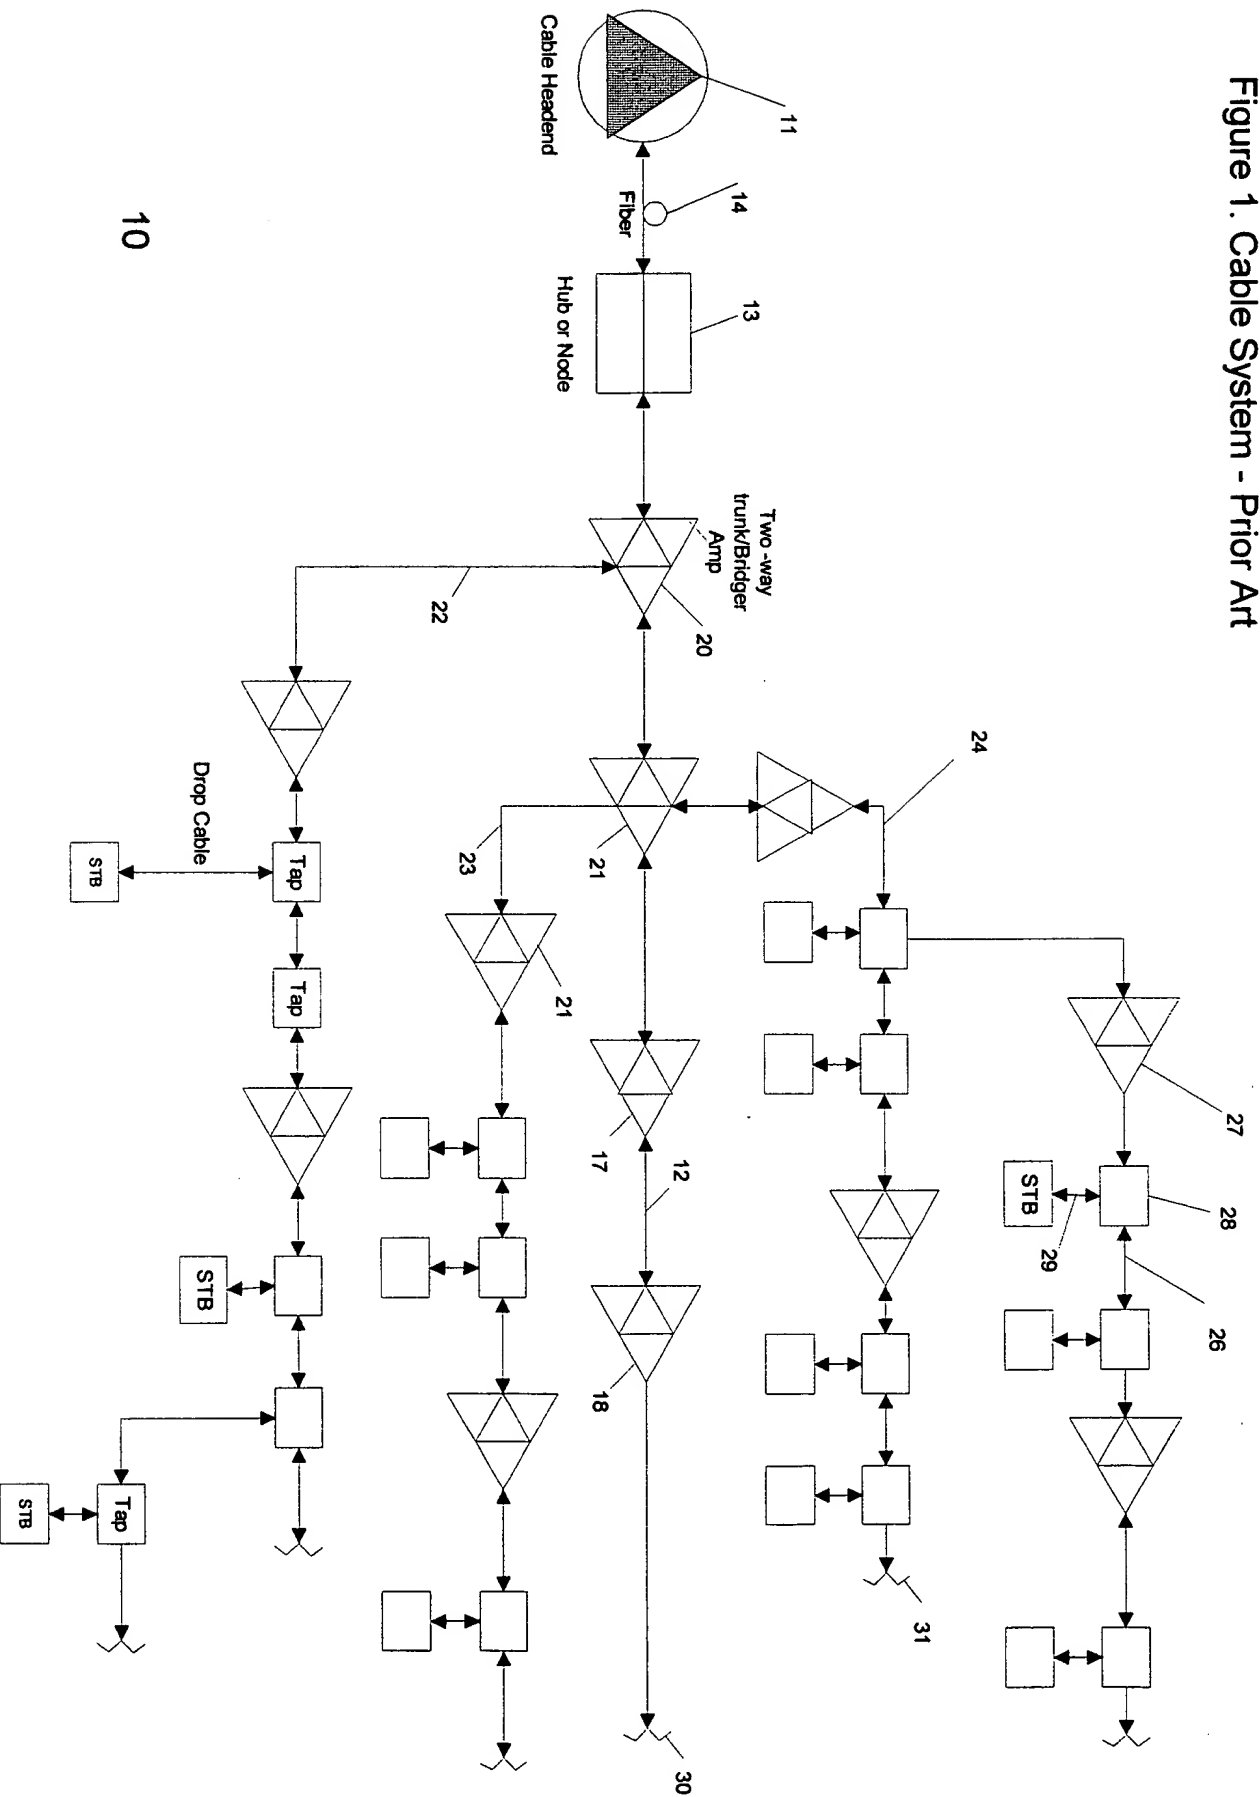 Figure 1. Cable System - Prior Art
24
27
28
STB
29
26
31
11
14
13
Cable Headend
Fiber
Hub or Node
Two -way
trunk/Bridger
Amp
20
21
17
12
18
30
22
23
21
10
Drop Cable
Tap
Tap
STB
STB
Tap
STB